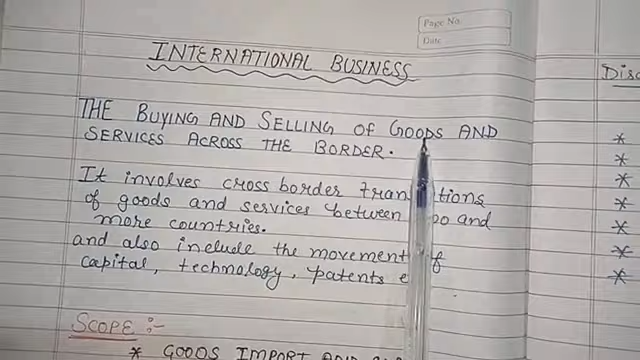 Page No.
Date
INTERNATIONAL BUSINESS
THE BUYING AND SELLING OF GOODS AND
SERVICES ACROSS THE BORDER.
It involves cross border
of goods and services between and
more countries.
and also include the movement of
capital, technology, patents
SCOPE :-
* GOODS IMPORT AND
*
*
*
*
*
*
*